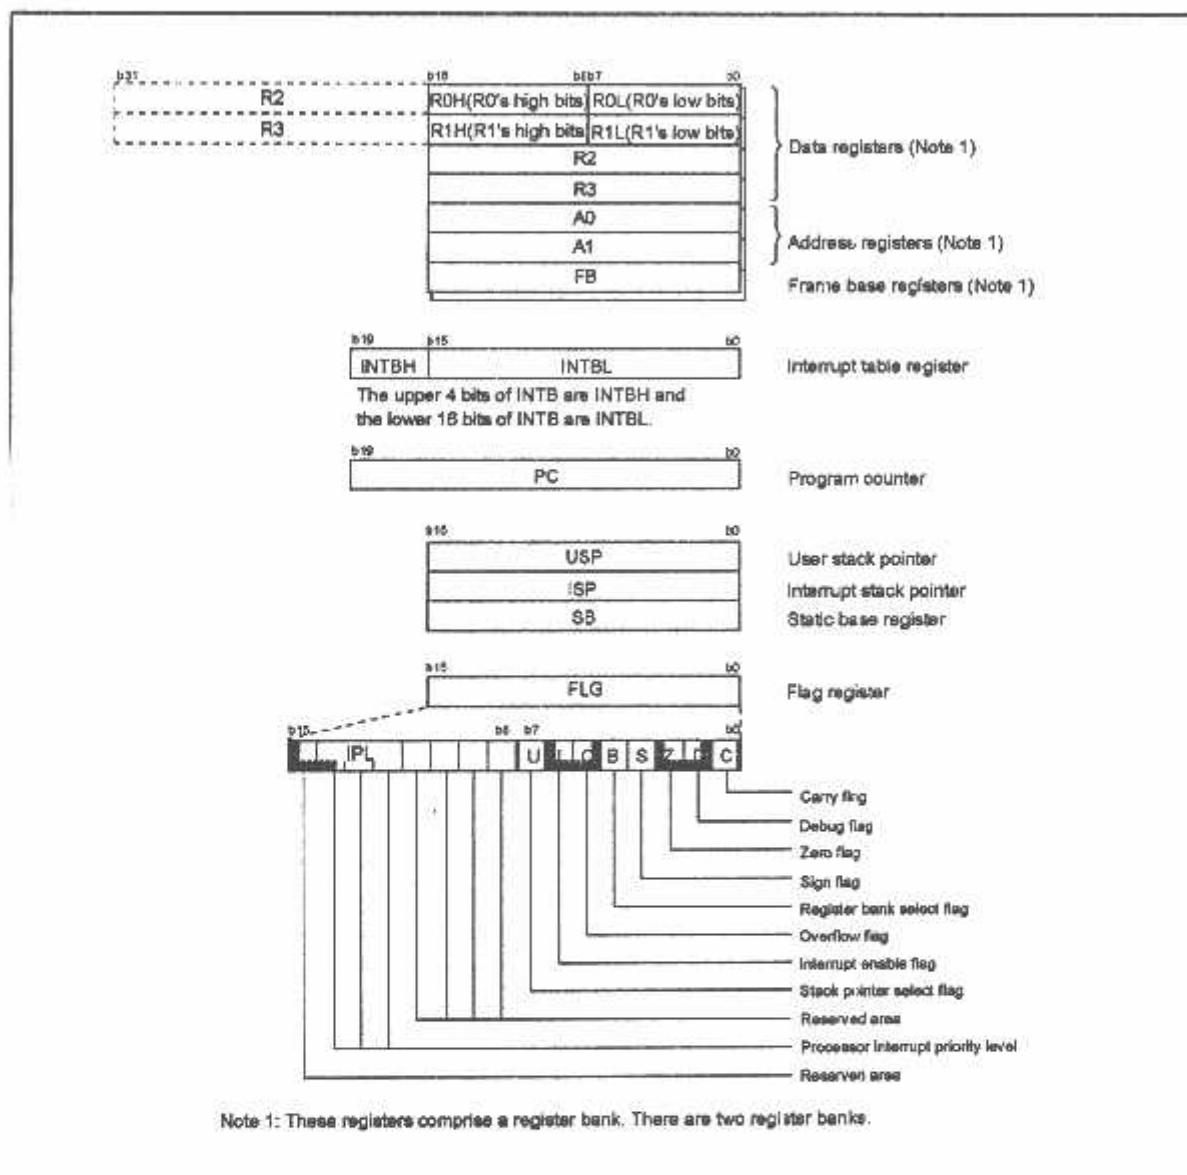 b31 b16 b8b7 b0
R2 R0H(R0's high bits) R0L(R0's low bits)
R3 R1H(R1's high bits) R1L(R1's low bits)
R2
R3
Data registers (Note 1)
A0
A1
Address registers (Note 1)
FB
Frame base registers (Note 1)
b19 b15 b0
INTBH INTBL Interrupt table register
The upper 4 bits of INTB are INTBH and
the lower 16 bits of INTB are INTBL.
b19 b0
PC Program counter
b0
USP User stack pointer
ISP Interrupt stack pointer
SB Static base register
b15 b0
FLG Flag register
b15 b8 b7 b0
IPL U I O B S Z D C
Carry flag
Debug flag
Zero flag
Sign flag
Register bank select flag
Overflow flag
Interrupt enable flag
Stack pointer select flag
Reserved area
Processor interrupt priority level
Reserved area
Note 1: These registers comprise a register bank. There are two register banks.